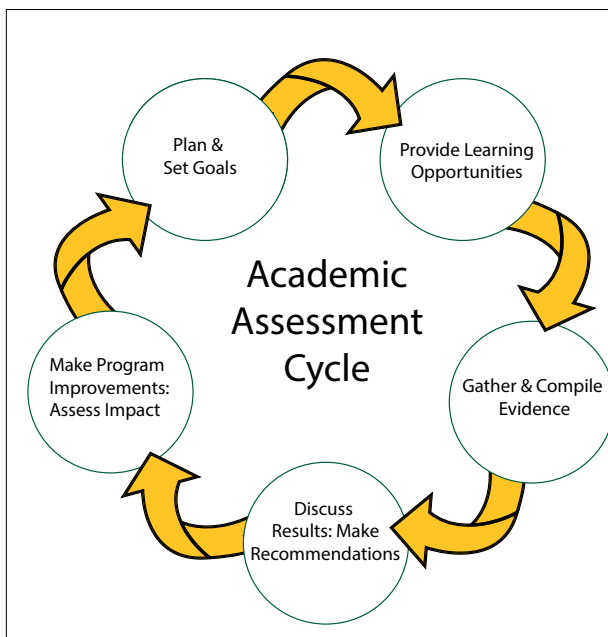 Plan &
Set Goals
Provide Learning
Opportunities
Academic
Assessment
Cycle
Gather & Compile
Evidence
Discuss
Results: Make
Recommendations
Make Program
Improvements:
Assess Impact